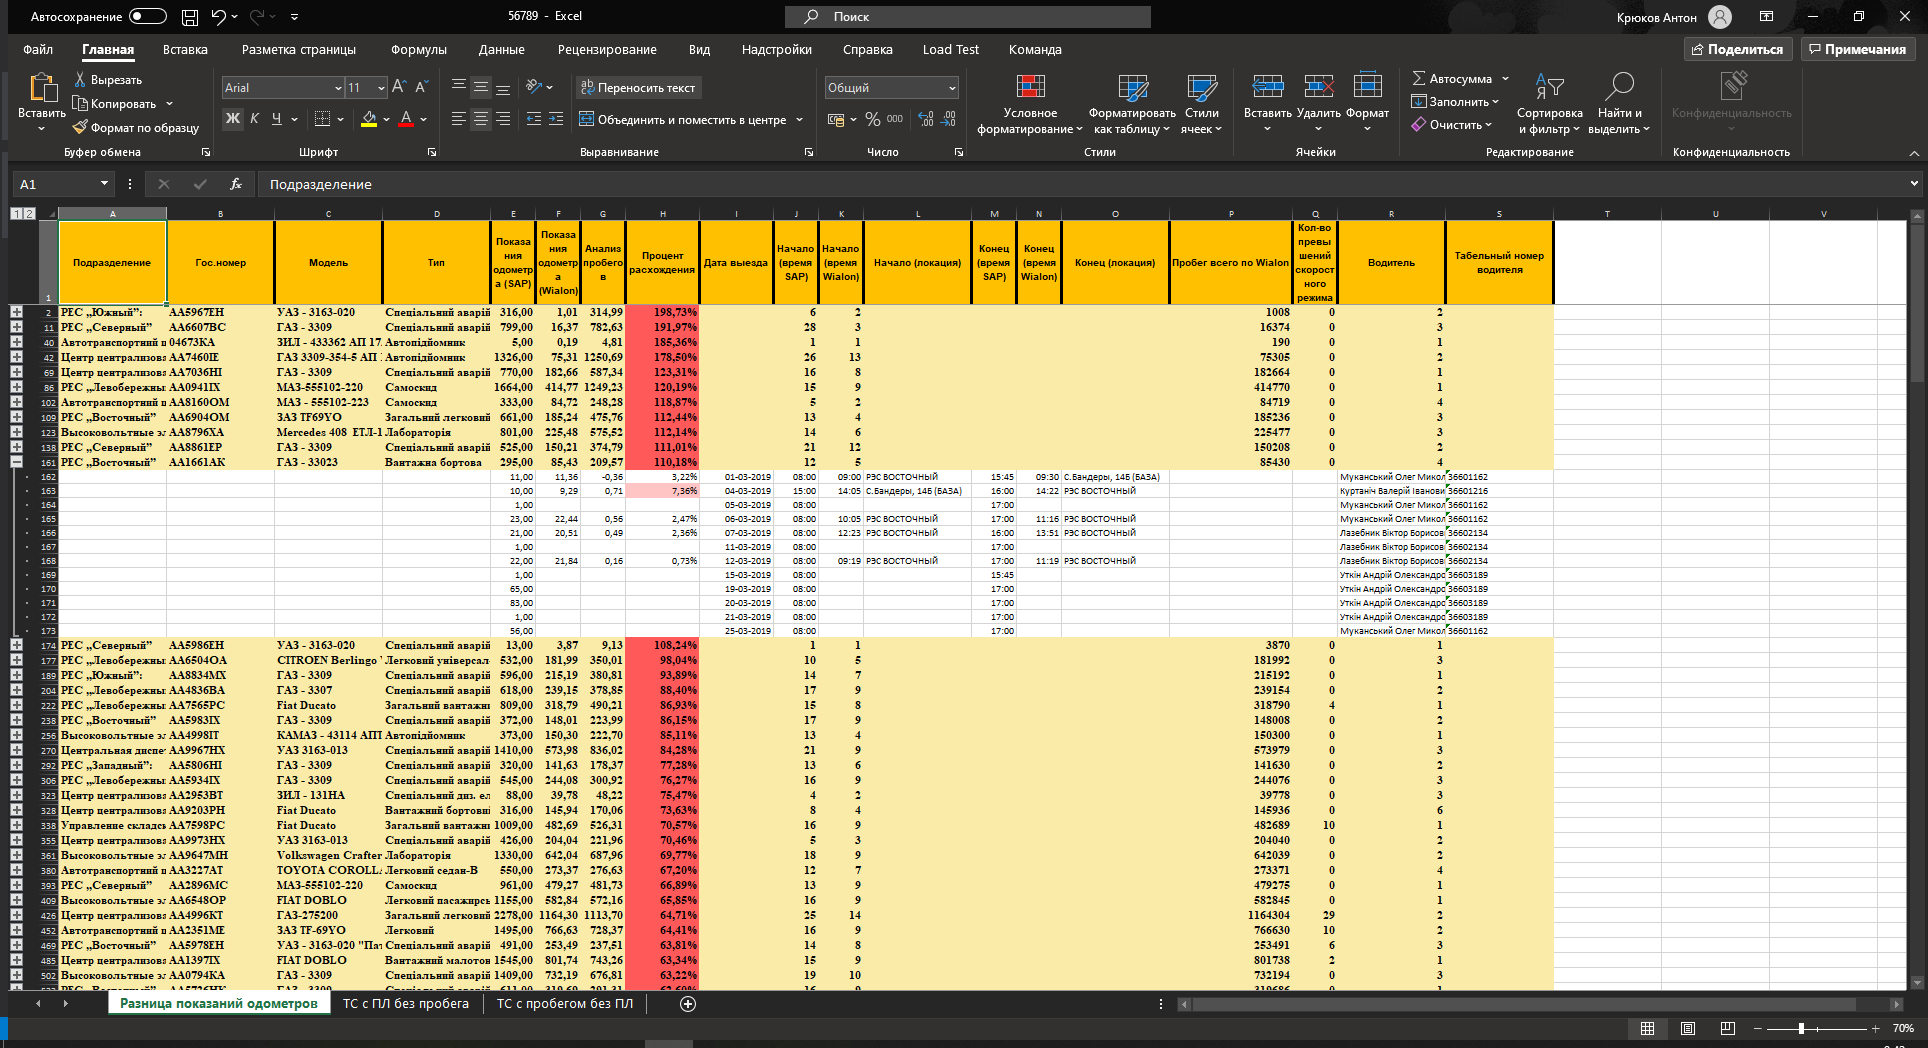 Автосохранение
56789 - Excel
Поиск
Крюков Антон
Файл Главная Вставка Разметка страницы Формулы Данные Рецензирование Вид Надстройки Справка Load Test Команда
Поделиться Примечания
Вставить
Вырезать
Копировать
Формат по образцу
Буфер обмена
Arial 11
Ж К Ч
Шрифт
Переносить текст
Объединить и поместить в центре
Выравнивание
Общий
% 000
Число
Условное форматирование
Форматировать как таблицу
Стили ячеек
Стили
Вставить Удалить Формат
Ячейки
Автосумма
Заполнить
Очистить
Сортировка и фильтр
Найти и выделить
Редактирование
Конфиденциальность
Конфиденциальность
A1 fx Подразделение
1 2 A B C D E F G H I J K L M N O P Q R S T U V
1 Подразделение Гос.номер Модель Тип Показания одометра (SAP) Показания одометра (Wialon) Анализ пробегов Процент расхождения Дата выезда Начало (время SAP) Начало (время Wialon) Начало (локация) Конец (время SAP) Конец (время Wialon) Конец (локация) Пробег всего по Wialon Кол-во превышений скоростного режима Водитель Табельный номер водителя
2 РЕС „Южный”: АА5967ЕН УАЗ - 3163-020 Спеціальний аварій 316,00 1,01 314,99 198,73% 6 2 1008 0 2
11 РЕС „Северный” АА6607ВС ГАЗ - 3309 Спеціальний аварій 799,00 16,37 782,63 191,97% 28 3 16374 0 3
40 Автотранспортний п 04673КА ЗИЛ - 433362 АП 17. Автопідйомник 5,00 0,19 4,81 185,36% 1 1 190 0 1
42 Центр централизова АА7460ІЕ ГАЗ 3309-354-5 АП Автопідйомник 1326,00 75,31 1250,69 178,50% 26 13 75305 0 2
69 Центр централизова АА7036НІ ГАЗ - 3309 Спеціальний аварій 770,00 182,66 587,34 123,31% 16 8 182664 0 1
86 РЕС „Левобережны АА0941ІХ МАЗ-555102-220 Самоскид 1664,00 414,77 1249,23 120,19% 15 9 414770 0 1
102 Автотранспортний п АА8160ОМ МАЗ - 555102-223 Самоскид 333,00 84,72 248,28 118,87% 5 2 84719 0 4
109 РЕС „Восточный” АА6904ОМ ЗАЗ TF69YO Загальний легковий 661,00 185,24 475,76 112,44% 13 4 185236 0 3
123 Высоковольтные эл АА8796ХА Mercedes 408 ЕТЛ-1 Лабораторія 801,00 225,48 575,52 112,14% 14 6 225477 0 3
138 РЕС „Северный” АА8861ЕР ГАЗ - 3309 Спеціальний аварій 525,00 150,21 374,79 111,01% 21 12 150208 0 2
161 РЕС „Восточный” АА1661АК ГАЗ - 33023 Вантажна бортова 295,00 85,43 209,57 110,18% 12 5 85430 0 4
162 11,00 11,36 -0,36 3,22% 01-03-2019 08:00 09:00 РЭС ВОСТОЧНЫЙ 15:45 09:30 С.Бандеры, 14Б (БАЗА) Муканський Олег Микол 36601162
163 10,00 9,29 0,71 7,36% 04-03-2019 15:00 14:05 С.Бандеры, 14Б (БАЗА) 16:00 14:22 РЭС ВОСТОЧНЫЙ Куртаніч Валерій Іванови 36601216
164 1,00 05-03-2019 08:00 17:00 Муканський Олег Микол 36601162
165 23,00 22,44 0,56 2,47% 06-03-2019 08:00 10:05 РЭС ВОСТОЧНЫЙ 17:00 11:16 РЭС ВОСТОЧНЫЙ Муканський Олег Микол 36601162
166 21,00 20,51 0,49 2,36% 07-03-2019 08:00 12:23 РЭС ВОСТОЧНЫЙ 16:00 13:51 РЭС ВОСТОЧНЫЙ Лазебник Віктор Борисов 36602134
167 1,00 11-03-2019 08:00 17:00 Лазебник Віктор Борисов 36602134
168 22,00 21,84 0,16 0,73% 12-03-2019 08:00 09:19 РЭС ВОСТОЧНЫЙ 17:00 11:19 РЭС ВОСТОЧНЫЙ Лазебник Віктор Борисов 36602134
169 1,00 15-03-2019 08:00 15:45 Уткін Андрій Олександро 36603189
170 65,00 19-03-2019 08:00 17:00 Уткін Андрій Олександро 36603189
171 83,00 20-03-2019 08:00 17:00 Уткін Андрій Олександро 36603189
172 1,00 21-03-2019 08:00 17:00 Уткін Андрій Олександро 36603189
173 56,00 25-03-2019 08:00 17:00 Муканський Олег Микол 36601162
174 РЕС „Северный” АА5986ЕН УАЗ - 3163-020 Спеціальний аварій 13,00 3,87 9,13 108,24% 1 1 3870 0 1
177 РЕС „Левобережны АА6504ОА CITROEN Berlingo Легковий універсал- 532,00 181,99 350,01 98,04% 10 5 181992 0 3
189 РЕС „Южный”: АА8834МХ ГАЗ - 3309 Спеціальний аварій 596,00 215,19 380,81 93,89% 14 7 215192 0 1
204 РЕС „Левобережны АА4836ВА ГАЗ - 3307 Спеціальний аварій 618,00 239,15 378,85 88,40% 17 9 239154 0 2
222 РЕС „Левобережны АА7565РС Fiat Ducato Загальний вантажн 809,00 318,79 490,21 86,93% 15 8 318790 4 1
238 РЕС „Восточный” АА5983ІХ ГАЗ - 3309 Спеціальний аварій 372,00 148,01 223,99 86,15% 17 9 148008 0 2
256 Высоковольтные эл АА4998ІТ КАМАЗ - 43114 АПТ Автопідйомник 373,00 150,30 222,70 85,11% 13 4 150300 0 1
270 Центральная диспе АА9967НХ УАЗ 3163-013 Спеціальний аварій 1410,00 573,98 836,02 84,28% 21 9 573979 0 3
292 РЕС „Западный”: АА5806НІ ГАЗ - 3309 Спеціальний аварій 320,00 141,63 178,37 77,28% 13 6 141630 0 2
306 РЕС „Левобережны АА5934ІХ ГАЗ - 3309 Спеціальний аварій 545,00 244,08 300,92 76,27% 16 9 244076 0 3
323 Центр централизова АА2953ВТ ЗИЛ - 131НА Спеціальний диз. ел 88,00 39,78 48,22 75,47% 4 2 39778 0 3
328 Центр централизова АА9203РН Fiat Ducato Вантажний бортовий 316,00 145,94 170,06 73,63% 8 4 145936 0 6
338 Управление складск АА7598РС Fiat Ducato Загальний вантажн 1009,00 482,69 526,31 70,57% 16 9 482689 10 1
355 Центр централизова АА9973НХ УАЗ 3163-013 Спеціальний аварій 426,00 204,04 221,96 70,46% 5 3 204040 0 2
361 Высоковольтные эл АА9647МН Volkswagen Crafter Лабораторія 1330,00 642,04 687,96 69,77% 18 9 642039 0 2
380 Автотранспортний п АА3227АТ TOYOTA COROLL Легковий седан-В 550,00 273,37 276,63 67,20% 12 7 273371 0 4
393 РЕС „Северный” АА2896МС МАЗ-555102-220 Самоскид 961,00 479,27 481,73 66,89% 13 9 479275 0 1
409 Высоковольтные эл АА6548ОР FIAT DOBLO Легковий пасажирсь 1155,00 582,84 572,16 65,85% 16 9 582845 0 1
426 Центр централизова АА4996КТ ГАЗ-275200 Загальний легковий 2278,00 1164,30 1113,70 64,71% 25 14 1164304 29 2
452 Автотранспортний п АА2351МЕ ЗАЗ TF-69YO Легковий 1495,00 766,63 728,37 64,41% 16 9 766630 10 2
469 РЕС „Восточный” АА5978ЕН УАЗ - 3163-020 "Пат Спеціальний аварій 491,00 253,49 237,51 63,81% 14 8 253491 6 3
485 Центр централизова АА1397ІХ FIAT DOBLO Вантажний малотов 1545,00 801,74 743,26 63,34% 15 9 801738 2 1
502 Высоковольтные эл АА0794КА ГАЗ - 3309 Спеціальний аварій 1409,00 732,19 676,81 63,22% 19 10 732194 0 3
Разница показаний одометров ТС с ПЛ без пробега ТС с пробегом без ПЛ
70%